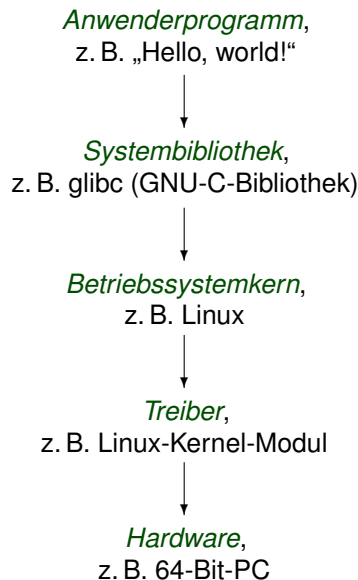 Anwenderprogramm,
z. B. „Hello, world!“
Systembibliothek,
z. B. glibc (GNU-C-Bibliothek)
Betriebssystemkern,
z. B. Linux
Treiber,
z. B. Linux-Kernel-Modul
Hardware,
z. B. 64-Bit-PC